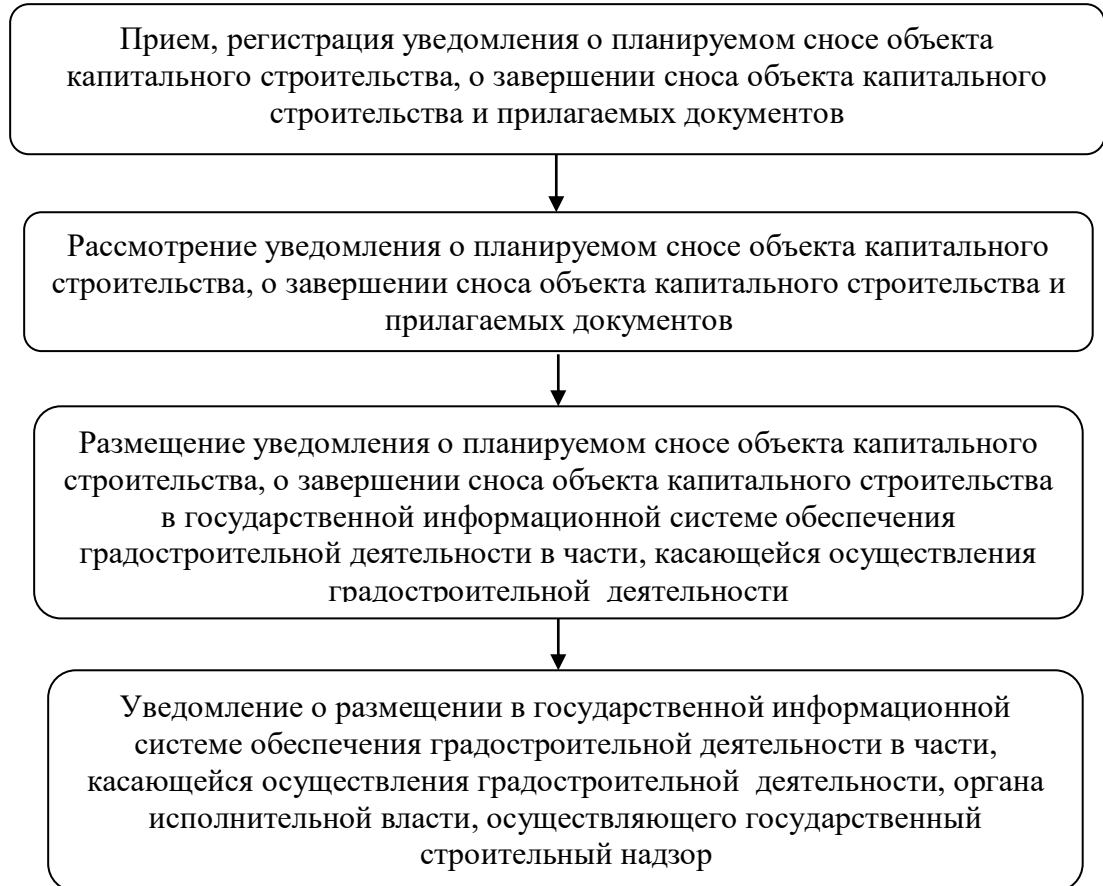 Прием, регистрация уведомления о планируемом сносе объекта
капитального строительства, о завершении сноса объекта капитального
строительства и прилагаемых документов
Рассмотрение уведомления о планируемом сносе объекта капитального
строительства, о завершении сноса объекта капитального строительства и
прилагаемых документов
Размещение уведомления о планируемом сносе объекта капитального
строительства, о завершении сноса объекта капитального строительства
в государственной информационной системе обеспечения
градостроительной деятельности в части, касающейся осуществления
градостроительной  деятельности
Уведомление о размещении в государственной информационной
системе обеспечения градостроительной деятельности в части,
касающейся осуществления градостроительной  деятельности, органа
исполнительной власти, осуществляющего государственный
строительный надзор